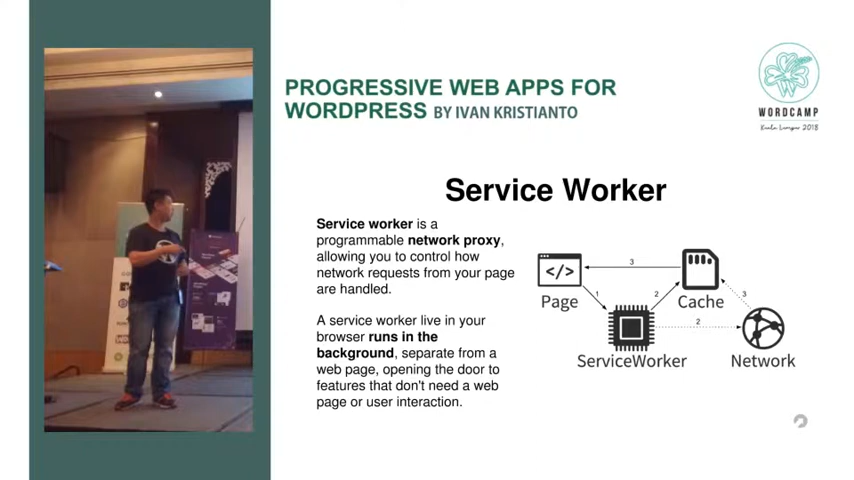 PROGRESSIVE WEB APPS FOR
WORDPRESS BY IVAN KRISTIANTO
WORDCAMP
Kuala Lumpur 2018
Service Worker
Service worker is a
programmable network proxy,
allowing you to control how
network requests from your page
are handled.
A service worker live in your
browser runs in the
background, separate from a
web page, opening the door to
features that don't need a web
page or user interaction.
</>
3
Page
1
2
Cache
3
2
ServiceWorker
Network